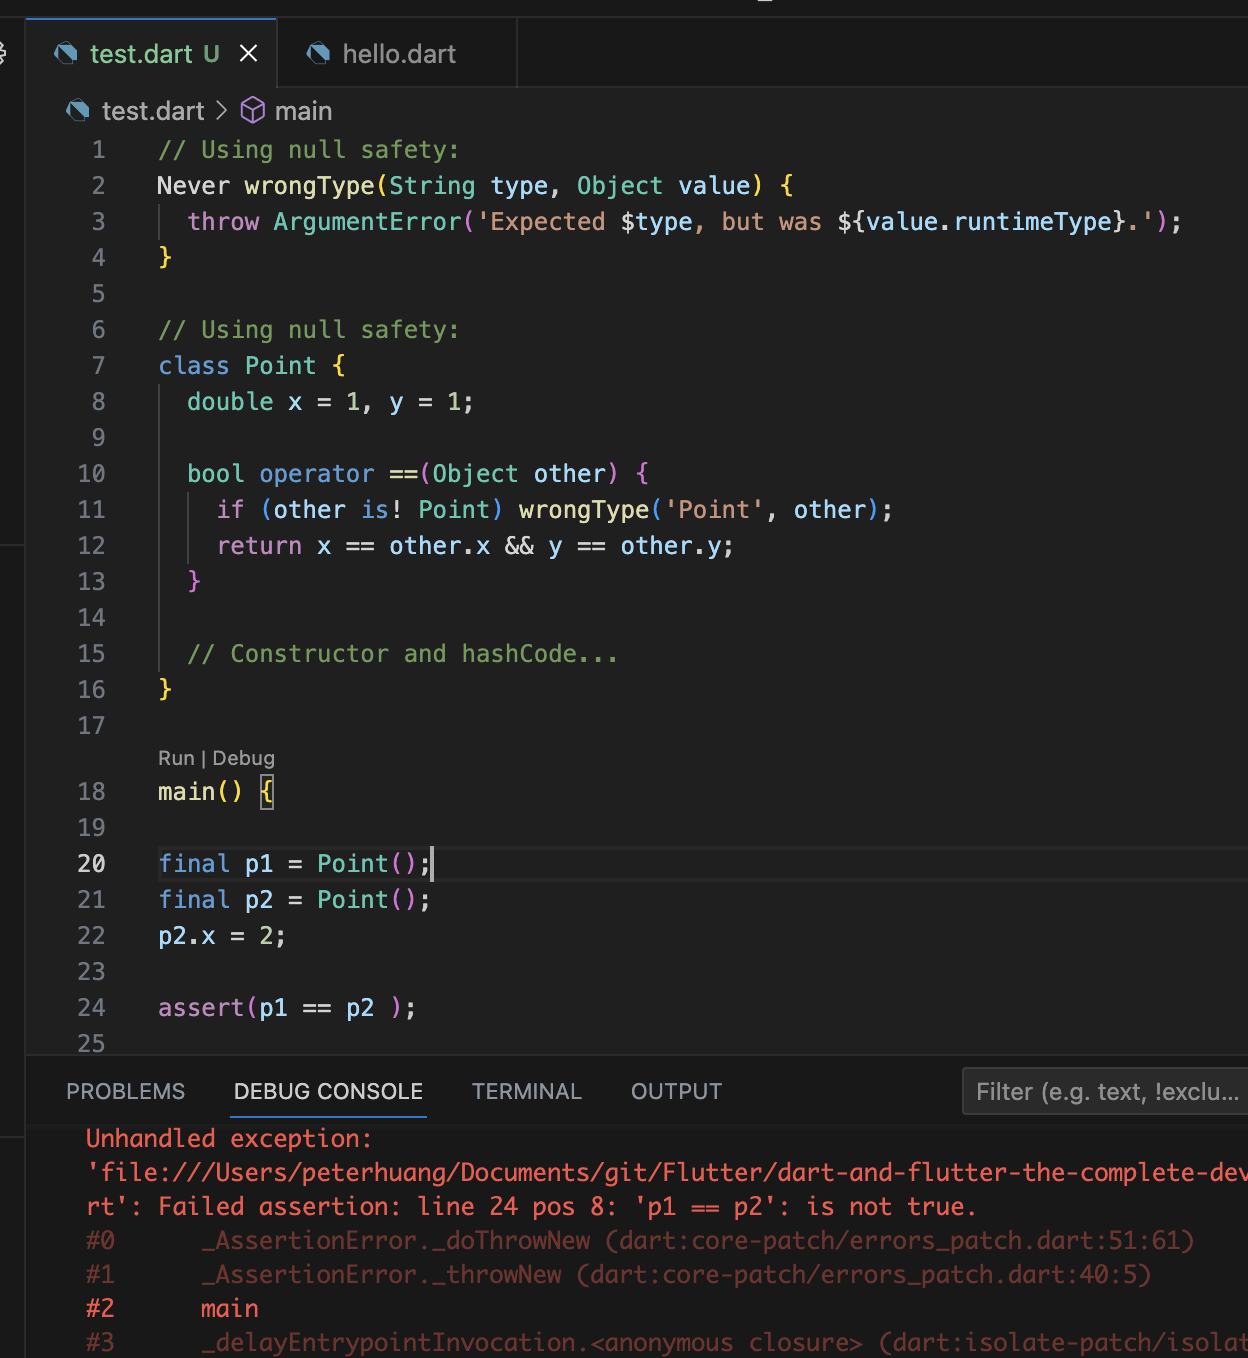 test.dart U
hello.dart
test.dart > main
1 // Using null safety:
2 Never wrongType(String type, Object value) {
3   throw ArgumentError('Expected $type, but was ${value.runtimeType}.');
4 }
5
6 // Using null safety:
7 class Point {
8   double x = 1, y = 1;
9
10   bool operator ==(Object other) {
11     if (other is! Point) wrongType('Point', other);
12     return x == other.x && y == other.y;
13   }
14
15   // Constructor and hashCode...
16 }
17
Run | Debug
18 main() {
19
20 final p1 = Point();
21 final p2 = Point();
22 p2.x = 2;
23
24 assert(p1 == p2 );
25
PROBLEMS DEBUG CONSOLE TERMINAL OUTPUT Filter (e.g. text, !exclu...
Unhandled exception:
'file:///Users/peterhuang/Documents/git/Flutter/dart-and-flutter-the-complete-dev
rt': Failed assertion: line 24 pos 8: 'p1 == p2': is not true.
#0      _AssertionError._doThrowNew (dart:core-patch/errors_patch.dart:51:61)
#1      _AssertionError._throwNew (dart:core-patch/errors_patch.dart:40:5)
#2      main
#3      _delayEntrypointInvocation.<anonymous closure> (dart:isolate-patch/isolat